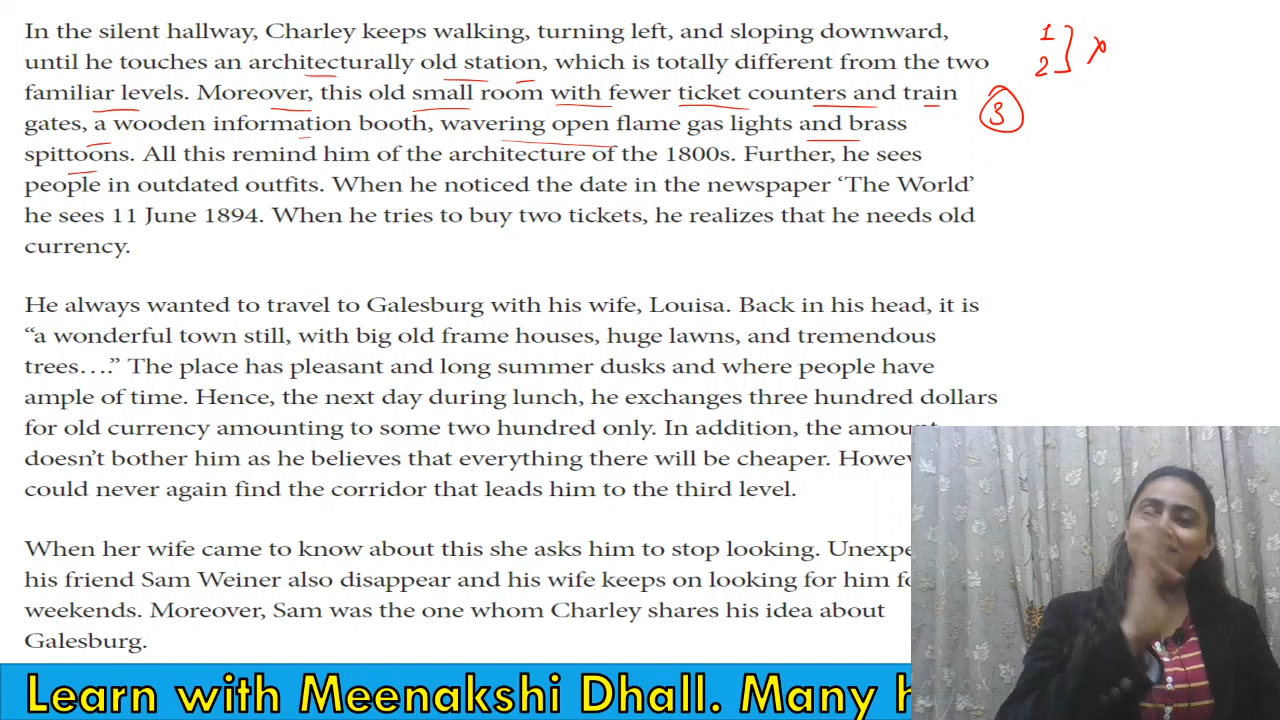 In the silent hallway, Charley keeps walking, turning left, and sloping downward,
until he touches an architecturally old station, which is totally different from the two
familiar levels. Moreover, this old small room with fewer ticket counters and train
gates, a wooden information booth, wavering open flame gas lights and brass
spittoons. All this remind him of the architecture of the 1800s. Further, he sees
people in outdated outfits. When he noticed the date in the newspaper ‘The World’
he sees 11 June 1894. When he tries to buy two tickets, he realizes that he needs old
currency.
1
2
3
He always wanted to travel to Galesburg with his wife, Louisa. Back in his head, it is
“a wonderful town still, with big old frame houses, huge lawns, and tremendous
trees….” The place has pleasant and long summer dusks and where people have
ample of time. Hence, the next day during lunch, he exchanges three hundred dollars
for old currency amounting to some two hundred only. In addition, the amount
doesn’t bother him as he believes that everything there will be cheaper.
could never again find the corridor that leads him to the third level.
When her wife came to know about this she asks him to stop looking.
his friend Sam Weiner also disappear and his wife keeps on looking for him
weekends. Moreover, Sam was the one whom Charley shares his idea about
Galesburg.
Learn with Meenakshi Dhall. Many